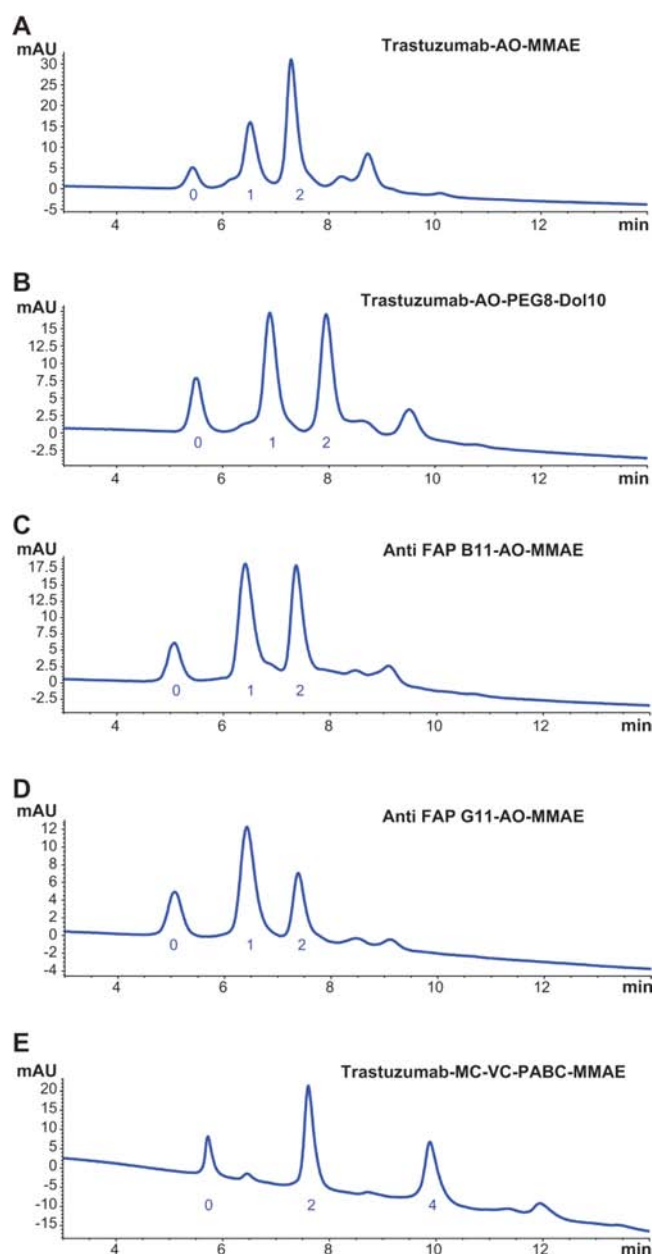 A
Trastuzumab-AO-MMAE
mAU
30
25
20
15
10
5
0
-5
0 1 2
4 6 8 10 12 min
B
Trastuzumab-AO-PEG8-Dol10
mAU
15
12.5
10
7.5
5
2.5
0
-2.5
0 1 2
4 6 8 10 12 min
C
Anti FAP B11-AO-MMAE
mAU
17.5
15
12.5
10
7.5
5
2.5
0
-2.5
0 1 2
4 6 8 10 12 min
D
Anti FAP G11-AO-MMAE
mAU
12
10
8
6
4
2
0
-2
-4
0 1 2
4 6 8 10 12 min
E
Trastuzumab-MC-VC-PABC-MMAE
mAU
20
15
10
5
0
-5
-10
-15
0 2 4
4 6 8 10 12 min